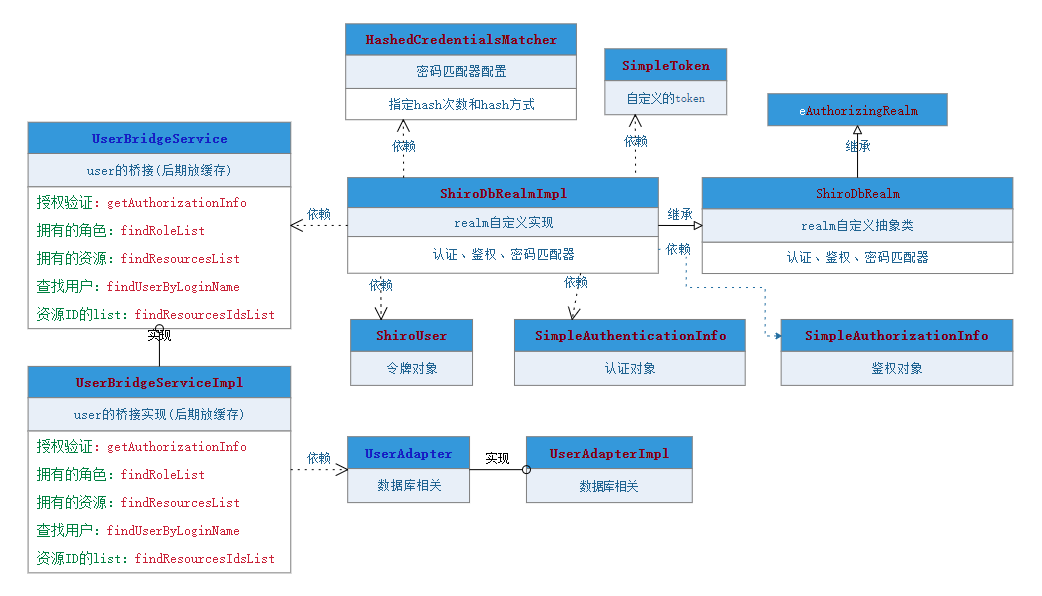 HashedCredentialsMatcher
密码匹配器配置
指定hash次数和hash方式
SimpleToken
自定义的token
eAuthorizingRealm
依赖
依赖
继承
UserBridgeService
user的桥接(后期放缓存)
授权验证：getAuthorizationInfo
拥有的角色：findRoleList
拥有的资源：findResourcesList
查找用户：findUserByLoginName
资源ID的list：findResourcesIdsList
依赖
ShiroDbRealmImpl
realm自定义实现
认证、鉴权、密码匹配器
继承
依赖
ShiroDbRealm
realm自定义抽象类
认证、鉴权、密码匹配器
依赖
依赖
实现
ShiroUser
令牌对象
SimpleAuthenticationInfo
认证对象
SimpleAuthorizationInfo
鉴权对象
UserBridgeServiceImpl
user的桥接实现(后期放缓存)
授权验证：getAuthorizationInfo
拥有的角色：findRoleList
拥有的资源：findResourcesList
查找用户：findUserByLoginName
资源ID的list：findResourcesIdsList
依赖
UserAdapter
数据库相关
实现
UserAdapterImpl
数据库相关